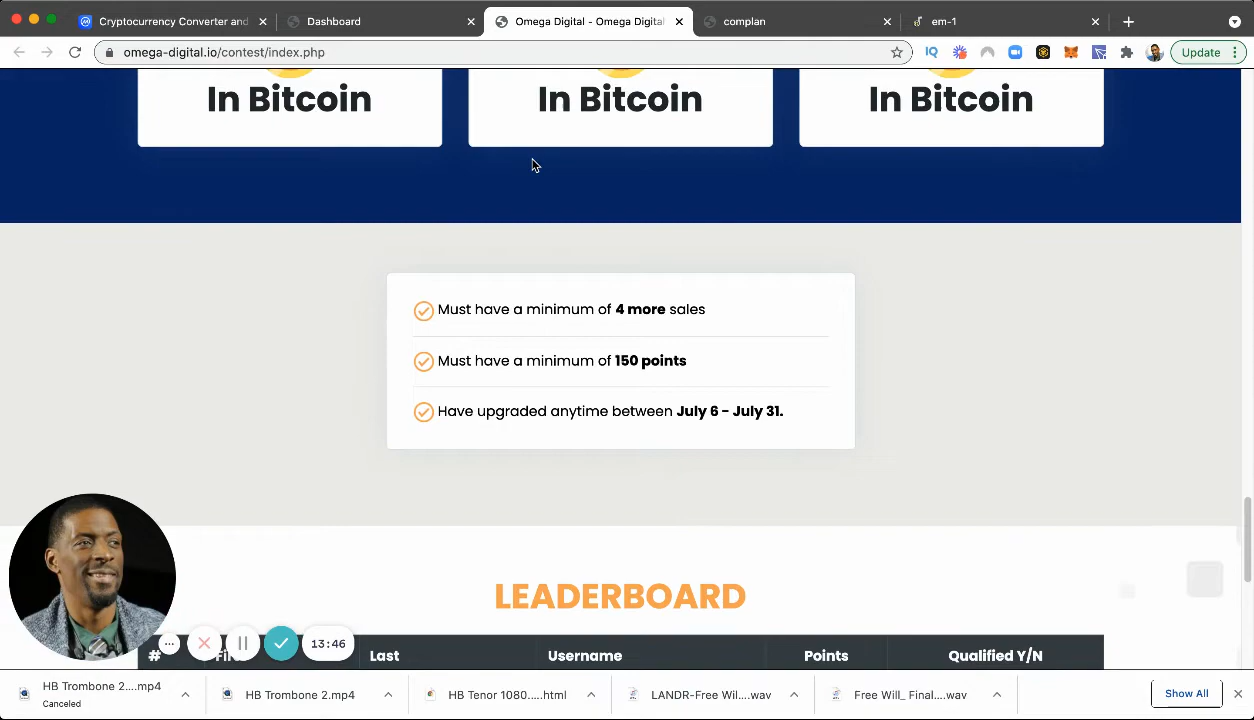 Cryptocurrency Converter and
Dashboard
Omega Digital - Omega Digital
complan
em-1
omega-digital.io/contest/index.php
Update
In Bitcoin
In Bitcoin
In Bitcoin
Must have a minimum of 4 more sales
Must have a minimum of 150 points
Have upgraded anytime between July 6 - July 31.
LEADERBOARD
# Last Username Points Qualified Y/N
13:46
HB Trombone 2....mp4
Canceled
HB Trombone 2.mp4
HB Tenor 1080.....html
LANDR-Free Wil....wav
Free Will_ Final....wav
Show All